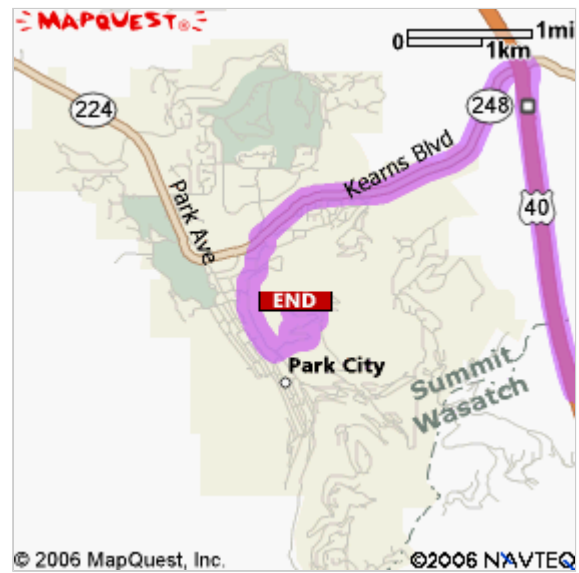 MAPQUEST®
0 1mi
1km
224
248
Kearns Blvd
Park Ave
40
END
Park City
Summit
Wasatch
© 2006 MapQuest, Inc.
©2006 NAVTEQ